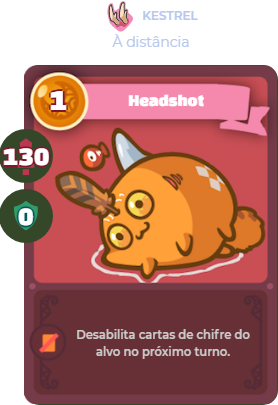 KESTREL
À distância
1
Headshot
130
0
Desabilita cartas de chifre do
alvo no próximo turno.